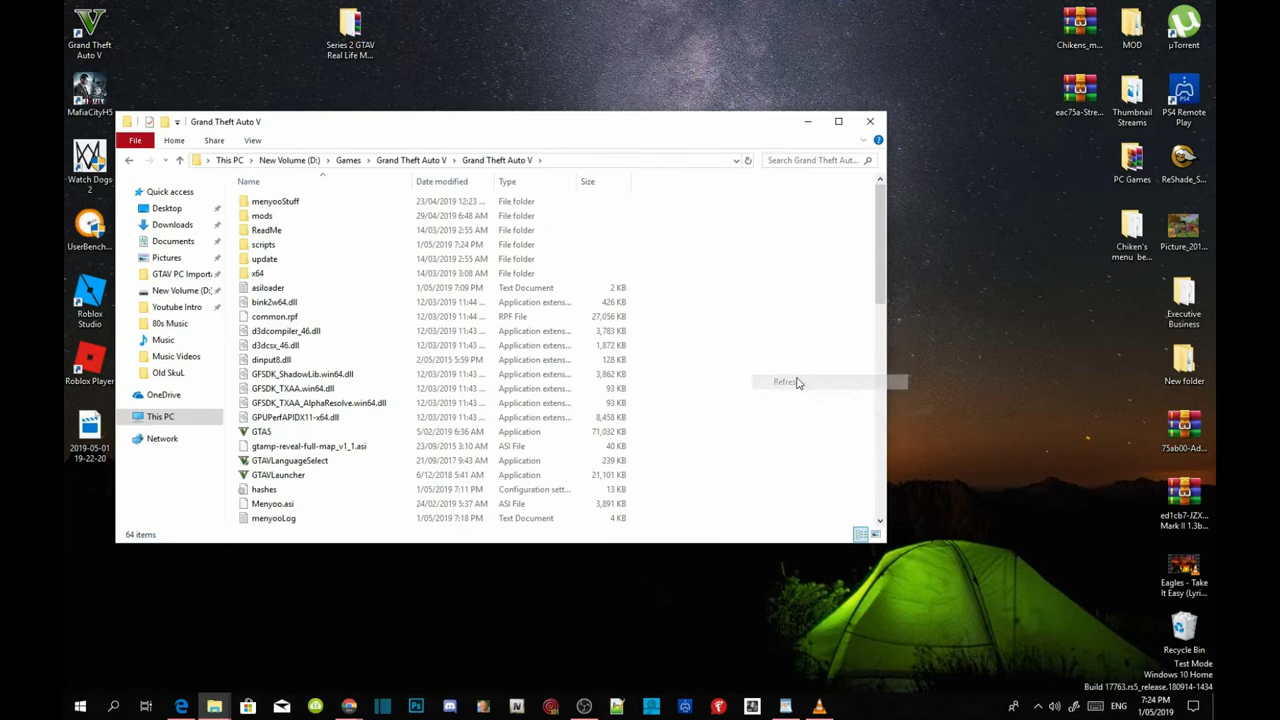 Grand Theft
Auto V
Series 2 GTAV
Real Life M...
Chikens_m...
MOD
µTorrent
MafiaCityH5
eac75a-Stre...
Thumbnail
Streams
PS4 Remote
Play
Watch Dogs
2
PC Games
ReShade_S...
UserBench...
Chiken's
menu be...
Picture_201...
Roblox
Studio
Executive
Business
Roblox Player
New folder
2019-05-01
19-22-20
75ab00-Ad...
ed1cb7-JZX...
Mark II 1.3b...
Eagles - Take
It Easy (Lyri...
Recycle Bin
Grand Theft Auto V
File Home Share View
This PC > New Volume (D:) > Games > Grand Theft Auto V > Grand Theft Auto V >
Search Grand Theft Aut...
Name Date modified Type Size
Quick access
Desktop
Downloads
Documents
Pictures
GTAV PC Import
New Volume (D:
Youtube Intro
80s Music
Music
Music Videos
Old SkuL
OneDrive
This PC
Network
menyooStuff 23/04/2019 12:23 ... File folder
mods 29/04/2019 6:48 AM File folder
ReadMe 14/03/2019 2:55 AM File folder
scripts 1/05/2019 7:24 PM File folder
update 14/03/2019 2:55 AM File folder
x64 14/03/2019 3:08 AM File folder
asiloader 1/05/2019 7:09 PM Text Document 2 KB
bink2w64.dll 12/03/2019 11:44 ... Application extens... 426 KB
common.rpf 12/03/2019 11:44 ... RPF File 27,056 KB
d3dcompiler_46.dll 12/03/2019 11:43 ... Application extens... 3,783 KB
d3dcsx_46.dll 12/03/2019 11:43 ... Application extens... 1,872 KB
dinput8.dll 2/05/2015 5:59 PM Application extens... 128 KB
GFSDK_ShadowLib.win64.dll 12/03/2019 11:43 ... Application extens... 3,862 KB
GFSDK_TXAA.win64.dll 12/03/2019 11:43 ... Application extens... 93 KB
GFSDK_TXAA_AlphaResolve.win64.dll 12/03/2019 11:43 ... Application extens... 93 KB
GPUPerfAPIDX11-x64.dll 12/03/2019 11:43 ... Application extens... 8,458 KB
GTA5 5/02/2019 6:36 AM Application 71,032 KB
gtamp-reveal-full-map_v1_1.asi 23/09/2015 3:10 AM ASI File 40 KB
GTAVLanguageSelect 21/09/2017 9:43 AM Application 239 KB
GTAVLauncher 6/12/2018 5:41 AM Application 21,101 KB
hashes 1/05/2019 7:11 PM Configuration sett... 13 KB
Menyoo.asi 24/02/2019 5:37 AM ASI File 3,891 KB
menyooLog 1/05/2019 7:18 PM Text Document 4 KB
Refres
64 items
Test Mode
Windows 10 Home
Build 17763.rs5_release.180914-1434
Ps
IV
ENG
7:24 PM
1/05/2019